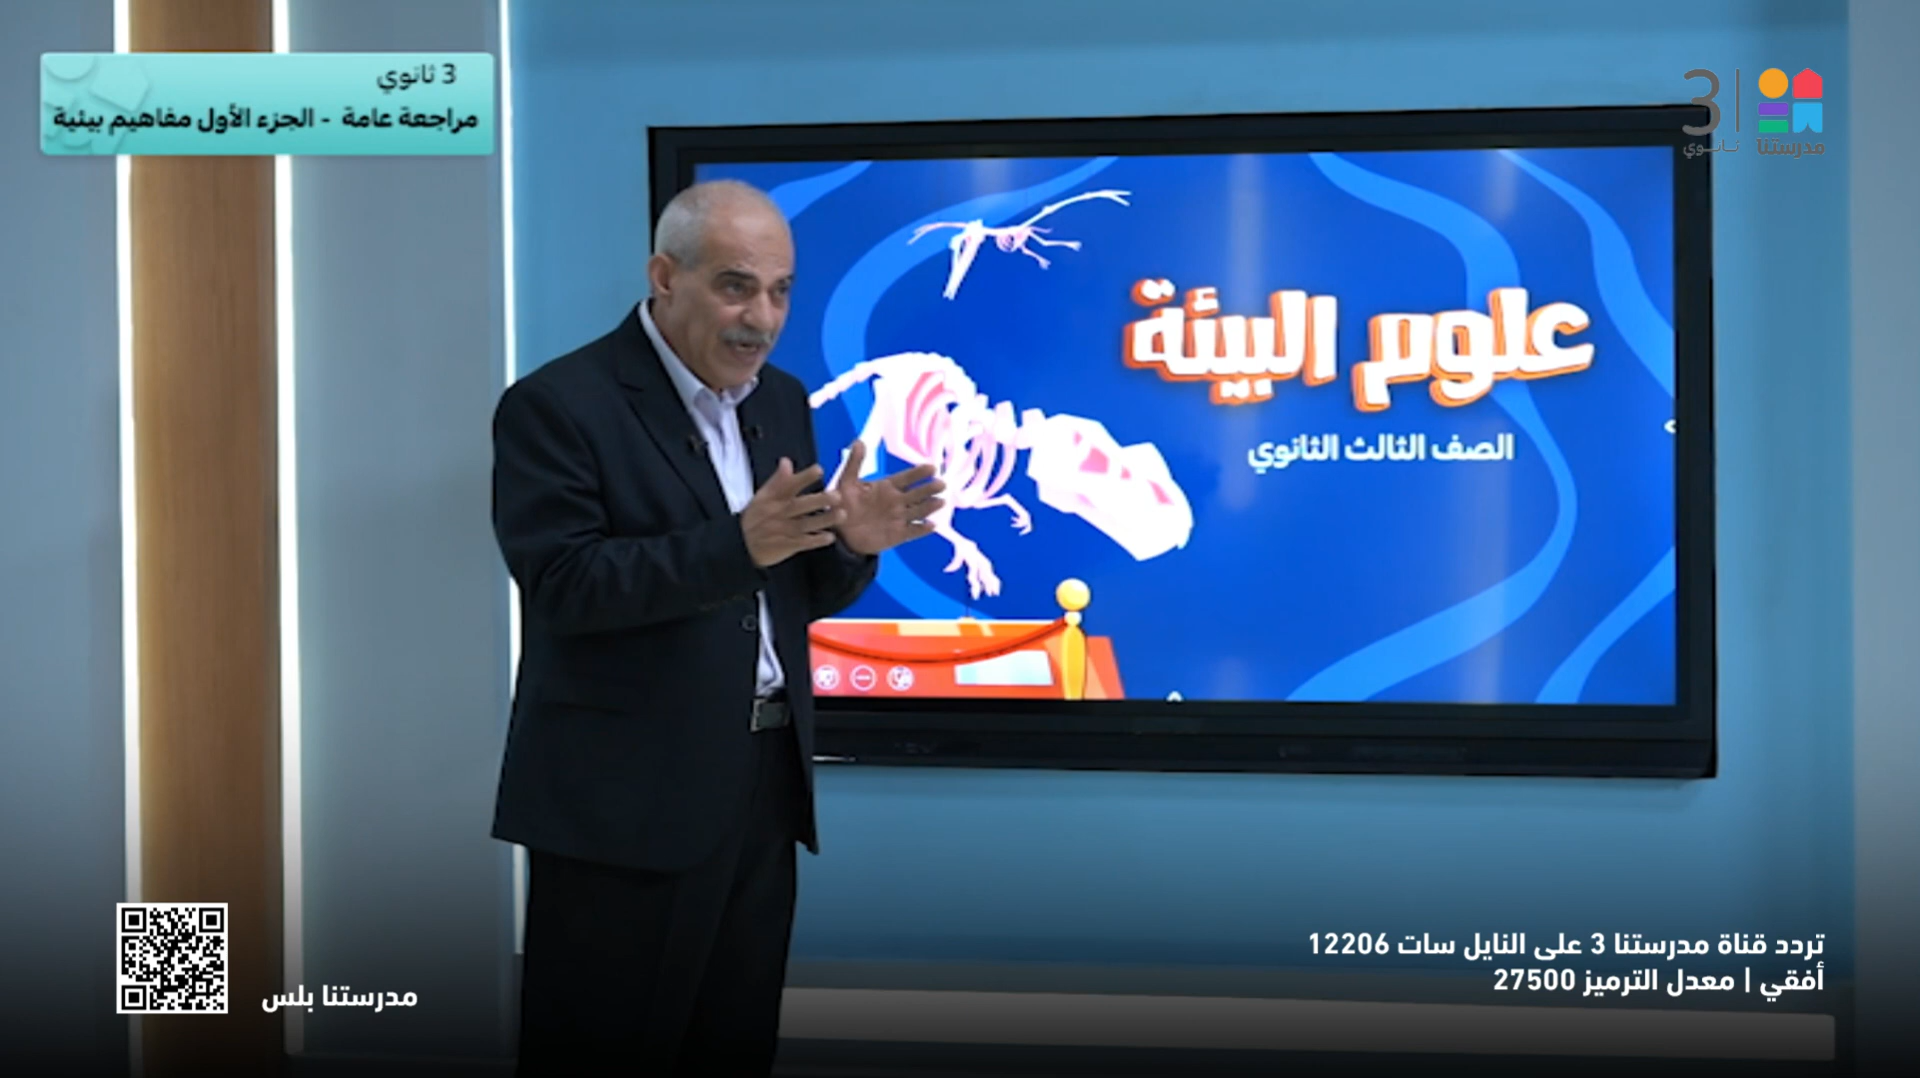 3 ثانوي
مراجعة عامة - الجزء الأول مفاهيم بيئية
3 ثانوي
مدرستنا
علوم البيئة
الصف الثالث الثانوي
تردد قناة مدرستنا 3 على النايل سات 12206
أفقي | معدل الترميز 27500
مدرستنا بلس